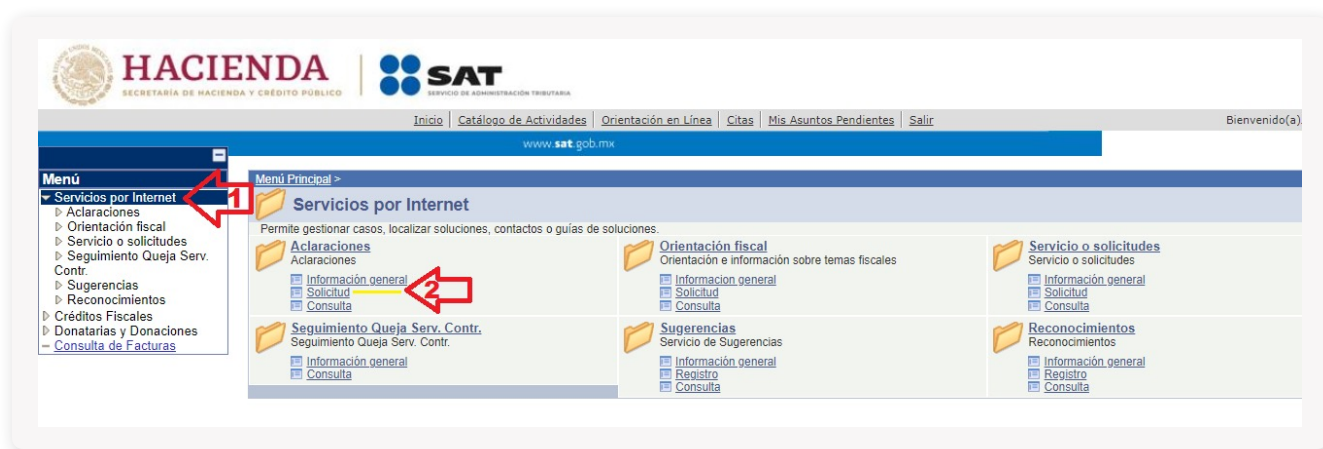 HACIENDA
SECRETARÍA DE HACIENDA Y CRÉDITO PÚBLICO
SAT
SERVICIO DE ADMINISTRACIÓN TRIBUTARIA
Inicio | Catálogo de Actividades | Orientación en Línea | Citas | Mis Asuntos Pendientes | Salir
Bienvenido(a)
www.sat.gob.mx
Menú
Servicios por Internet
Aclaraciones
Orientación fiscal
Servicio o solicitudes
Seguimiento Queja Serv.
Contr.
Sugerencias
Reconocimientos
Créditos Fiscales
Donatarias y Donaciones
Consulta de Facturas
1
Menú Principal >
Servicios por Internet
Permite gestionar casos, localizar soluciones, contactos o guías de soluciones.
Aclaraciones
Aclaraciones
Información general
Solicitud
2
Consulta
Orientación fiscal
Orientación e información sobre temas fiscales
Informacion general
Solicitud
Consulta
Servicio o solicitudes
Servicio o solicitudes
Información general
Solicitud
Consulta
Seguimiento Queja Serv. Contr.
Seguimiento Queja Serv. Contr.
Información general
Consulta
Sugerencias
Servicio de Sugerencias
Información general
Registro
Consulta
Reconocimientos
Reconocimientos
Información general
Registro
Consulta